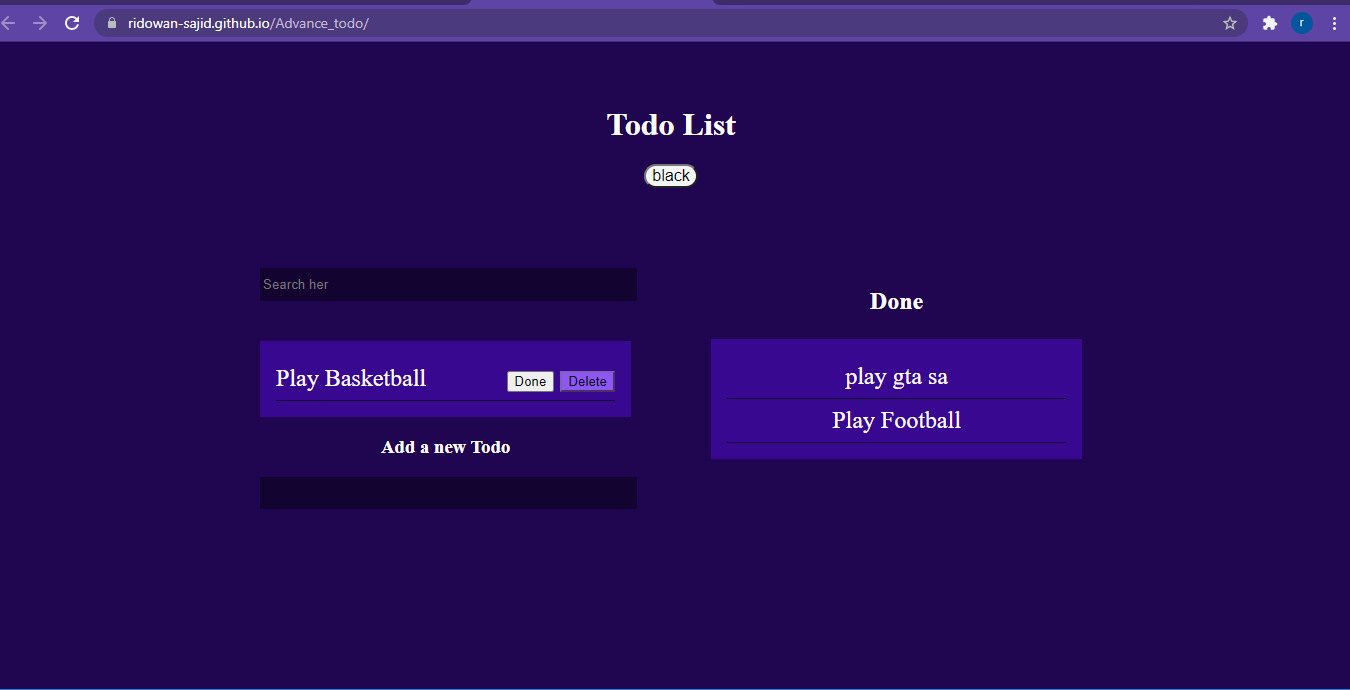 ridowan-sajid.github.io/Advance_todo/
r
Todo List
black
Search her
Play Basketball Done Delete
Add a new Todo
Done
play gta sa
Play Football